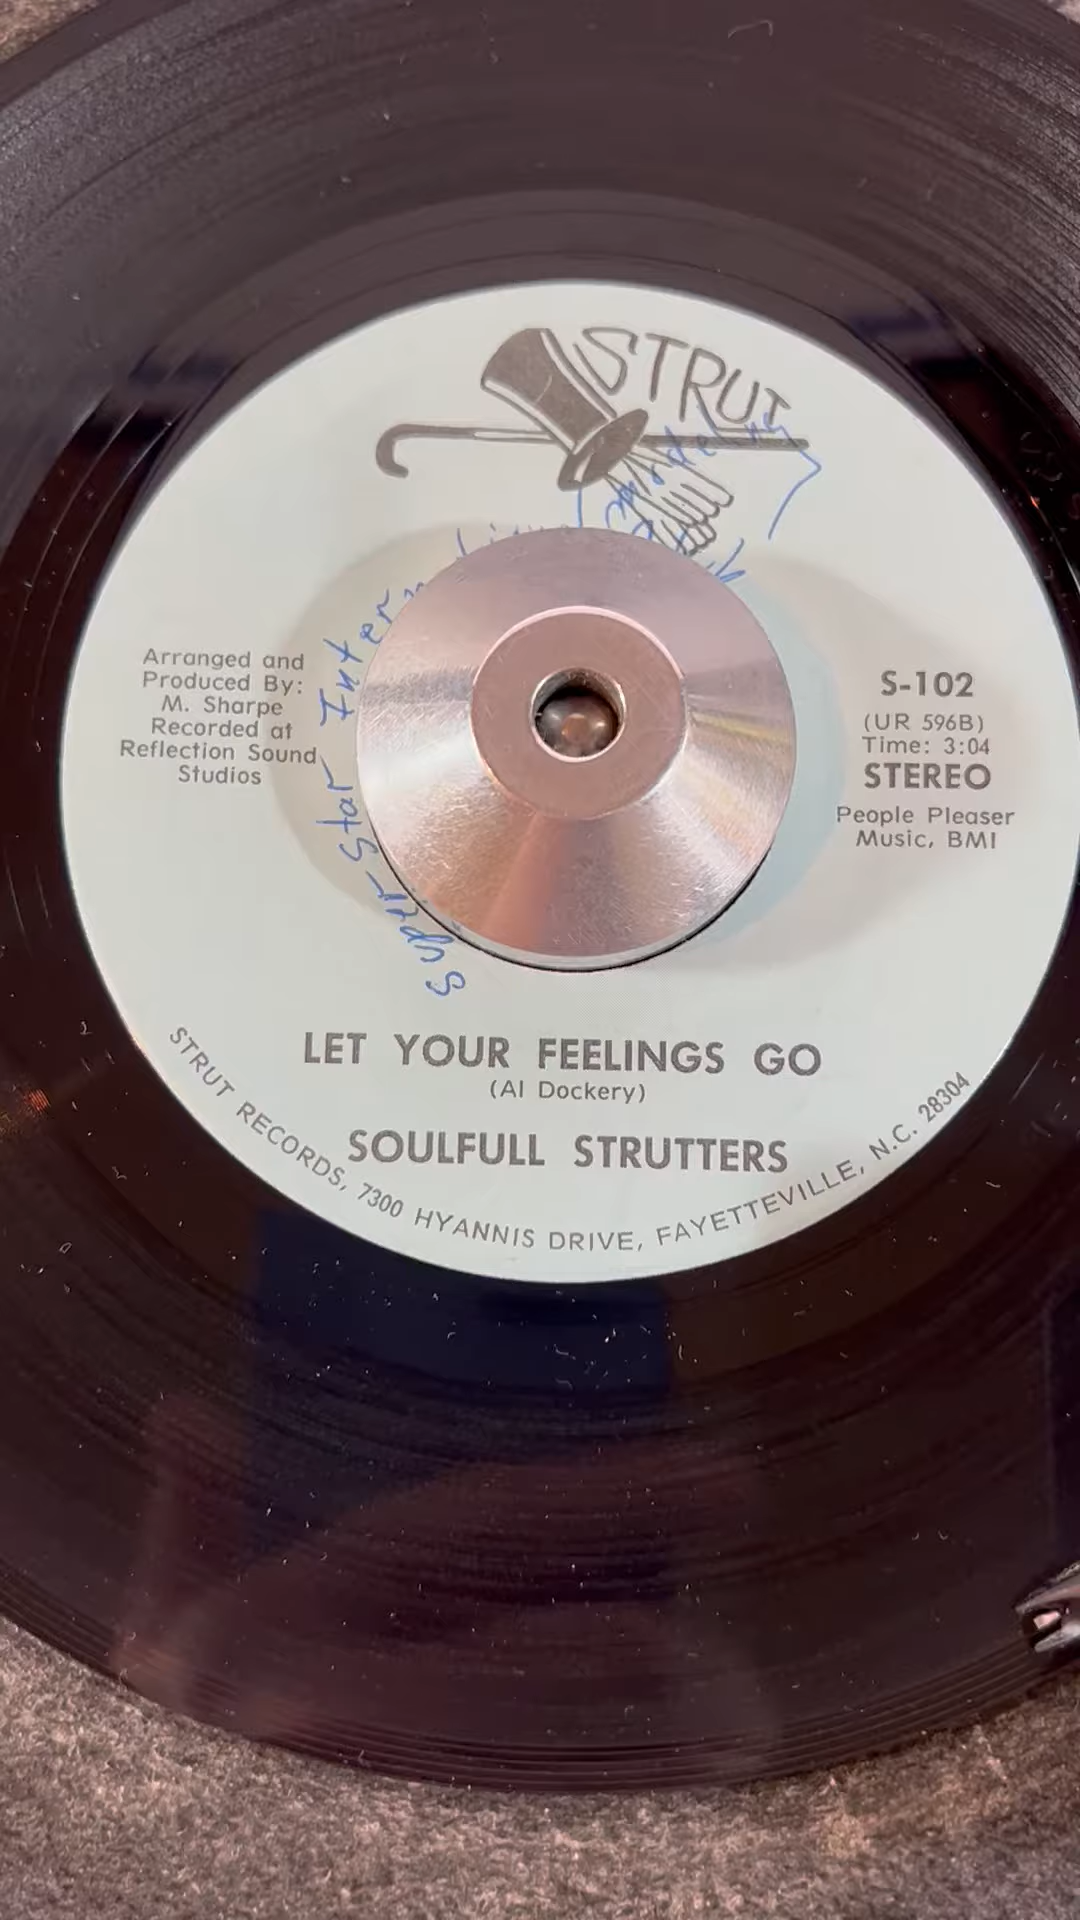 STRUT
Arranged and
Produced By:
M. Sharpe
Recorded at
Reflection Sound
Studios
S-102
(UR 596B)
Time: 3:04
STEREO
People Pleaser
Music, BMI
Super Star
LET YOUR FEELINGS GO
(Al Dockery)
SOULFULL STRUTTERS
STRUT RECORDS, 7300 HYANNIS DRIVE, FAYETTEVILLE, N.C. 28304